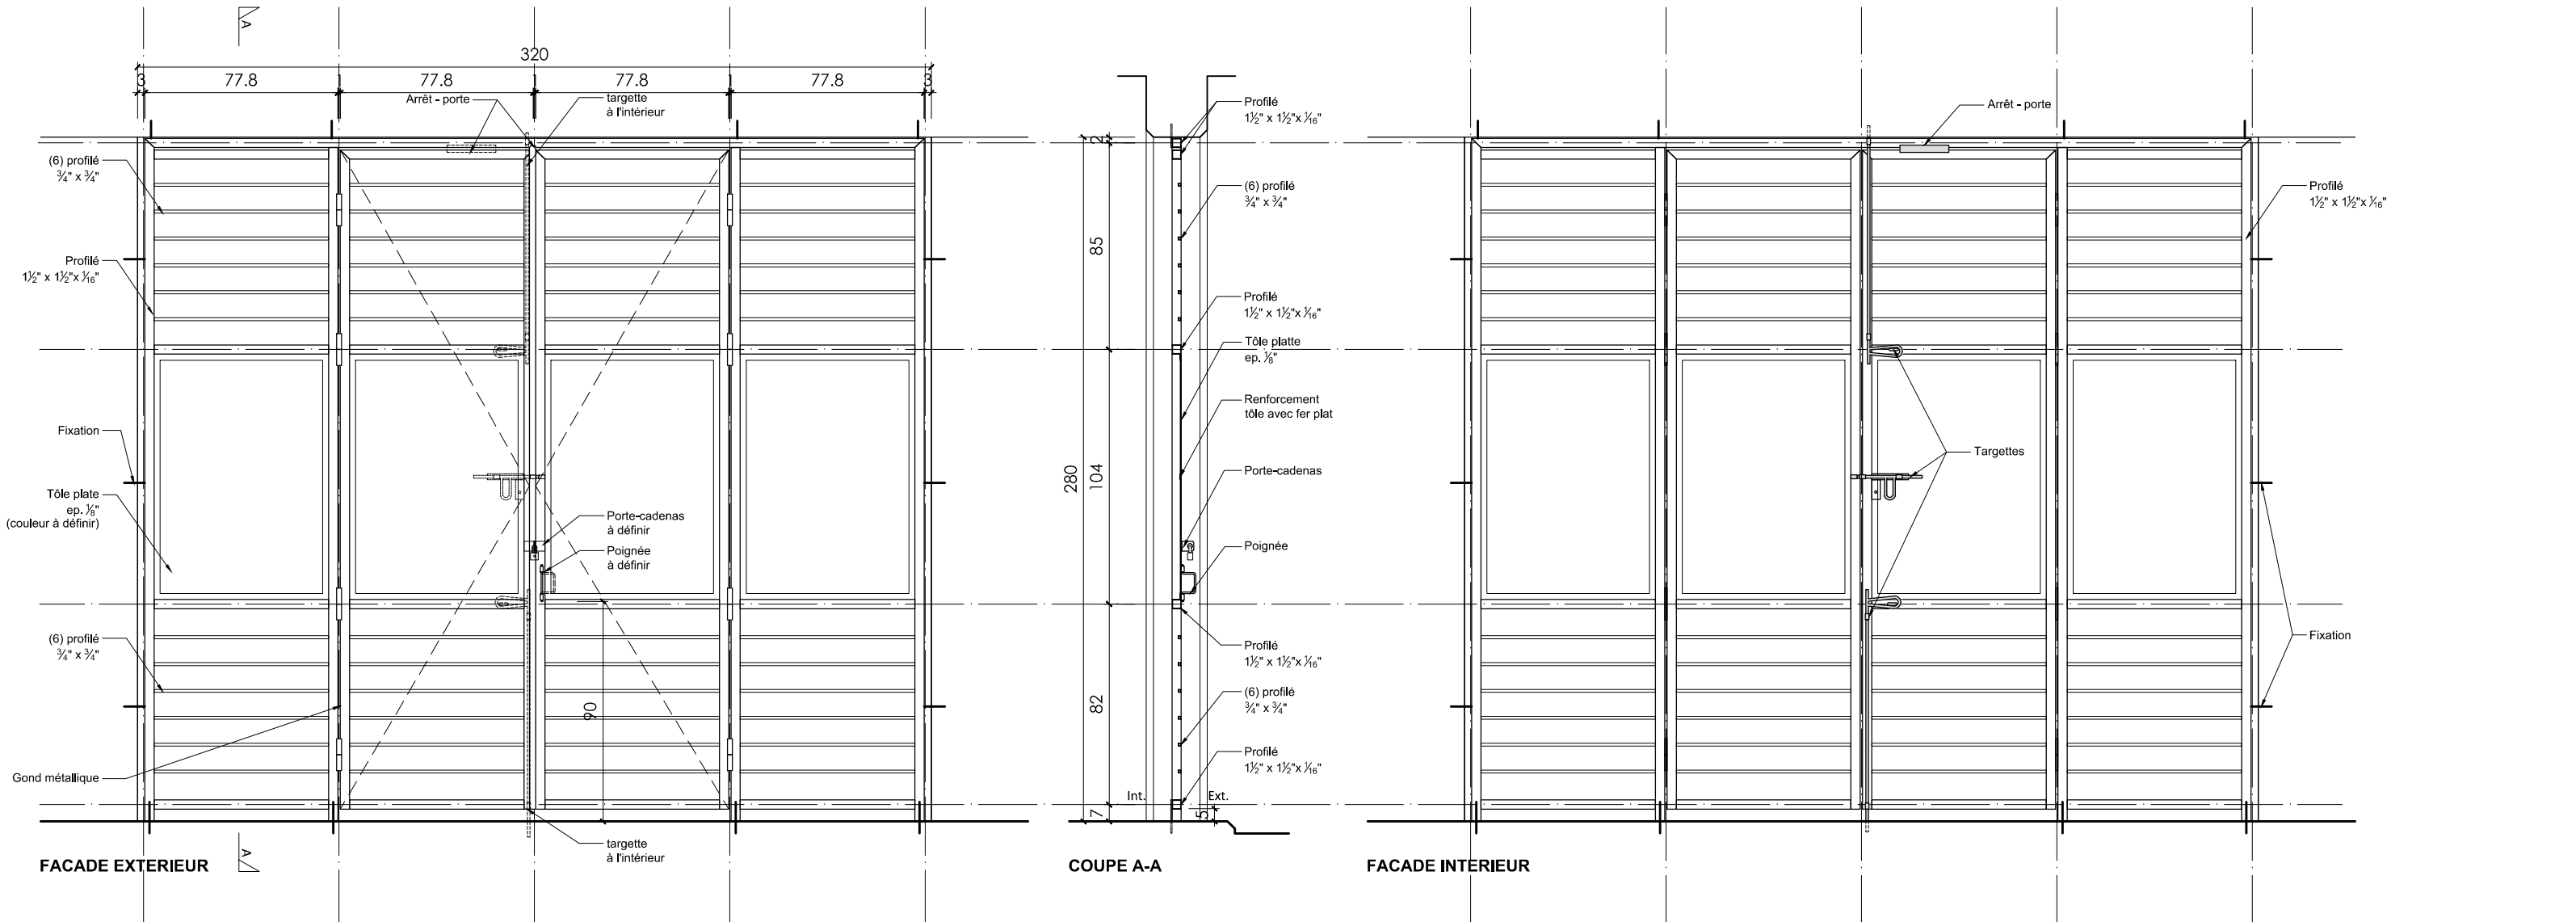 A
320
3
77.8
77.8
77.8
77.8
3
Arrêt - porte
targette
à l'intérieur
(6) profilé
¾" x ¾"
Profilé
1½" x 1½"x ⅟₁₆"
Fixation
Tôle plate
ep. ⅛"
(couleur à définir)
Porte-cadenas
à définir
Poignée
à définir
(6) profilé
¾" x ¾"
90
Gond métallique
targette
à l'intérieur
A
FACADE EXTERIEUR
2
85
280
104
82
7
Profilé
1½" x 1½"x ⅟₁₆"
(6) profilé
¾" x ¾"
Profilé
1½" x 1½"x ⅟₁₆"
Tôle platte
ep. ⅛"
Renforcement
tôle avec fer plat
Porte-cadenas
Poignée
Profilé
1½" x 1½"x ⅟₁₆"
(6) profilé
¾" x ¾"
Profilé
1½" x 1½"x ⅟₁₆"
Int.
Ext.
5
COUPE A-A
Arrêt - porte
Profilé
1½" x 1½"x ⅟₁₆"
Targettes
Fixation
FACADE INTERIEUR